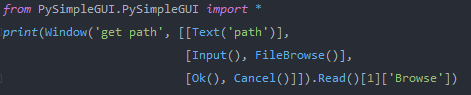 from PySimpleGUI.PySimpleGUI import *
print(Window('get path', [[Text('path')],
                          [Input(), FileBrowse()],
                          [Ok(), Cancel()]]).Read()[1]['Browse'])